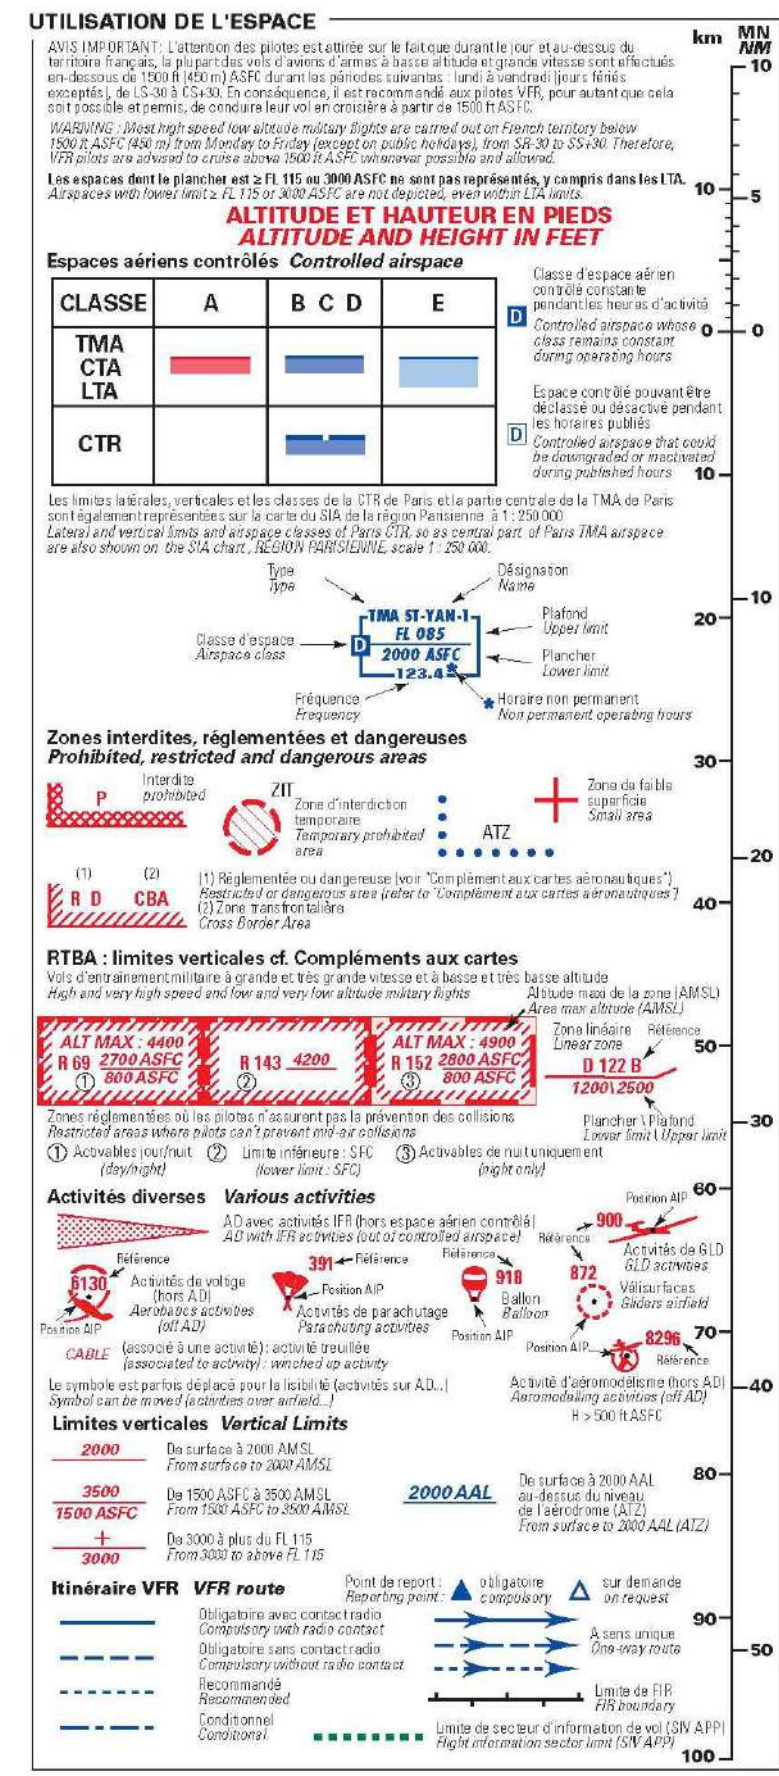 UTILISATION DE L'ESPACE
km
MN
NM
AVIS IMPORTANT: L'attention des pilotes est attirée sur le fait que durant le jour et au-dessus du
territoire français, la plupart des vols d'avions d'armes à basse altitude et grande vitesse sont effectués
en-dessous de 1500 ft (450 m) ASFC durant les périodes suivantes : lundi à vendredi (jours fériés
exceptés), de LS-30 à CS+30. En conséquence, il est recommandé aux pilotes VFR, pour autant que cela
soit possible et permis, de conduire leur vol en croisière à partir de 1500 ft ASFC.
WARNING : Most high speed low altitude military flights are carried out on French territory below
1500 ft ASFC (450 m) from Monday to Friday (except on public holidays), from SR-30 to SS+30. Therefore,
VFR pilots are advised to cruise above 1500 ft ASFC whenever possible and allowed.
Les espaces dont le plancher est ≥ FL 115 ou 3000 ASFC ne sont pas représentés, y compris dans les LTA.
Airspaces with lower limit ≥ FL 115 or 3000 ASFC are not depicted, even within LTA limits.
ALTITUDE ET HAUTEUR EN PIEDS
ALTITUDE AND HEIGHT IN FEET
Espaces aériens contrôlés Controlled airspace
CLASSE A B C D E
TMA
CTA
LTA
CTR
D
Classe d'espace aérien
contrôlé constante
pendant les heures d'activité
Controlled airspace whose
class remains constant
during operating hours
D
Espace contrôlé pouvant être
déclassé ou désactivé pendant
les horaires publiés
Controlled airspace that could
be downgraded or inactivated
during published hours
Les limites latérales, verticales et les classes de la CTR de Paris et la partie centrale de la TMA de Paris
sont également représentées sur la carte du SIA de la région Parisienne à 1 : 250 000
Lateral and vertical limits and airspace classes of Paris CTR, so as central part of Paris TMA airspace
are also shown on the SIA chart, RÉGION PARISIENNE, scale 1 : 250 000.
Type
Type
Désignation
Name
TMA ST-YAN-1
FL 085
D
2000 ASFC
123.4*
Classe d'espace
Airspace class
Plafond
Upper limit
Plancher
Lower limit
Fréquence
Frequency
* Horaire non permanent
Non permanent operating hours
Zones interdites, réglementées et dangereuses
Prohibited, restricted and dangerous areas
P
Interdite
prohibited
ZIT
Zone d'interdiction
temporaire
Temporary prohibited
area
ATZ
Zone de faible
superficie
Small area
(1) (2)
R D CBA
(1) Réglementée ou dangereuse (voir "Complément aux cartes aéronautiques")
Restricted or dangerous area (refer to "Complément aux cartes aéronautiques")
(2) Zone transfrontalière
Cross Border Area
RTBA : limites verticales cf. Compléments aux cartes
Vols d'entraînement militaire à grande et très grande vitesse et à basse et très basse altitude
High and very high speed and low and very low altitude military flights
Altitude maxi de la zone (AMSL)
Area max altitude (AMSL)
ALT MAX : 4400
R 69 2700 ASFC
1 800 ASFC
R 143 4200
2
ALT MAX : 4900
R 152 2800 ASFC
3 800 ASFC
Zone linéaire
Linear zone
Référence
D 122 B
1200\2500
Plancher \ Plafond
Lower limit \ Upper limit
Zones réglementées où les pilotes n'assurent pas la prévention des collisions
Restricted areas where pilots can't prevent mid-air collisions
1 Activables jour/nuit
(day/night)
2 Limite inférieure : SFC
(lower limit : SFC)
3 Activables de nuit uniquement
(night only)
Activités diverses Various activities
AD avec activités IFR (hors espace aérien contrôlé)
AD with IFR activities (out of controlled airspace)
Position AIP
900
Référence
Activités de GLD
GLD activities
Référence
6130
Activités de voltige
(hors AD)
Aerobatics activities
(off AD)
Position AIP
391
Référence
Position AIP
Activités de parachutage
Parachuting activities
Référence
918
Ballon
Balloon
Position AIP
872
Vélisurfaces
Gliders airfield
Position AIP
8296
Référence
Activité d'aéromodélisme (hors AD)
Aeromodelling activities (off AD)
H > 500 ft ASFC
CABLE
(associé à une activité) : activité treuillée
(associated to activity) : winched up activity
Le symbole est parfois déplacé pour la lisibilité (activités sur AD...)
Symbol can be moved (activities over airfield...)
Limites verticales Vertical Limits
2000
De surface à 2000 AMSL
From surface to 2000 AMSL
3500
1500 ASFC
De 1500 ASFC à 3500 AMSL
From 1500 ASFC to 3500 AMSL
+
3000
De 3000 à plus du FL 115
From 3000 to above FL 115
2000 AAL
De surface à 2000 AAL
au-dessus du niveau
de l'aérodrome (ATZ)
From surface to 2000 AAL (ATZ)
Itinéraire VFR VFR route
Point de report :
Reporting point :
obligatoire
compulsory
sur demande
on request
Obligatoire avec contact radio
Compulsory with radio contact
Obligatoire sans contact radio
Compulsory without radio contact
Recommandé
Recommended
Conditionnel
Conditional
A sens unique
One-way route
Limite de FIR
FIR boundary
Limite de secteur d'information de vol (SIV APP)
Flight information sector limit (SIV APP)
10
10
5
0
0
10
10
20
30
20
40
50
30
60
70
40
80
90
50
100